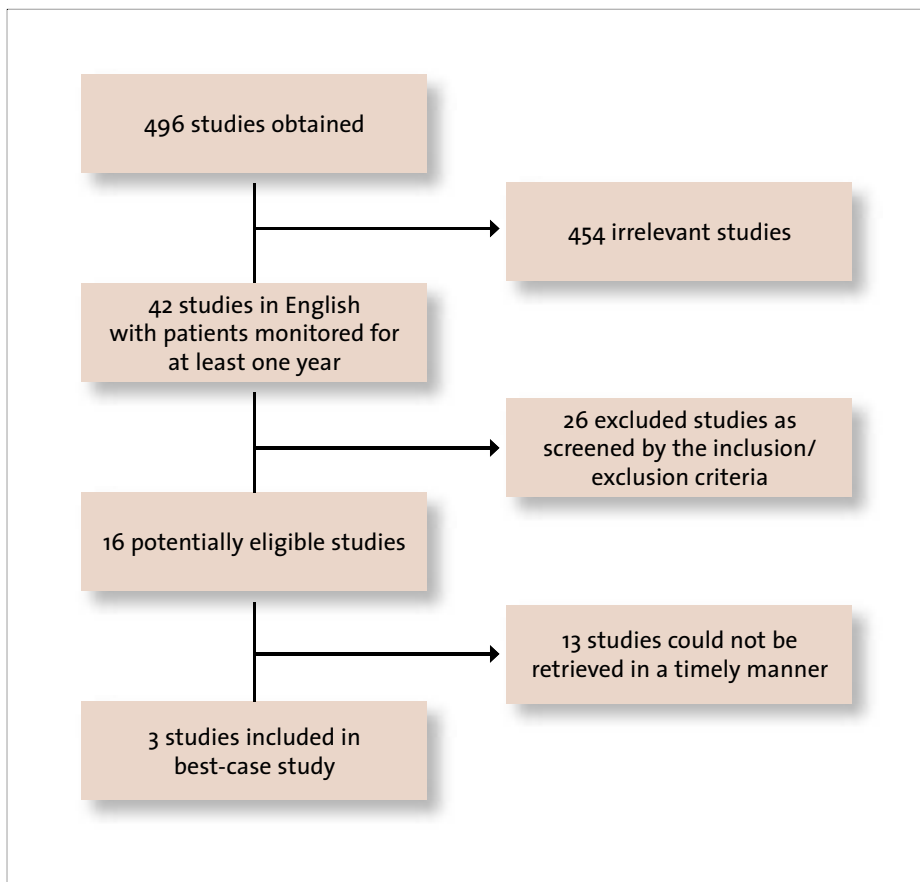 496 studies obtained
454 irrelevant studies
42 studies in English
with patients monitored for
at least one year
26 excluded studies as
screened by the inclusion/
exclusion criteria
16 potentially eligible studies
13 studies could not be
retrieved in a timely manner
3 studies included in
best-case study